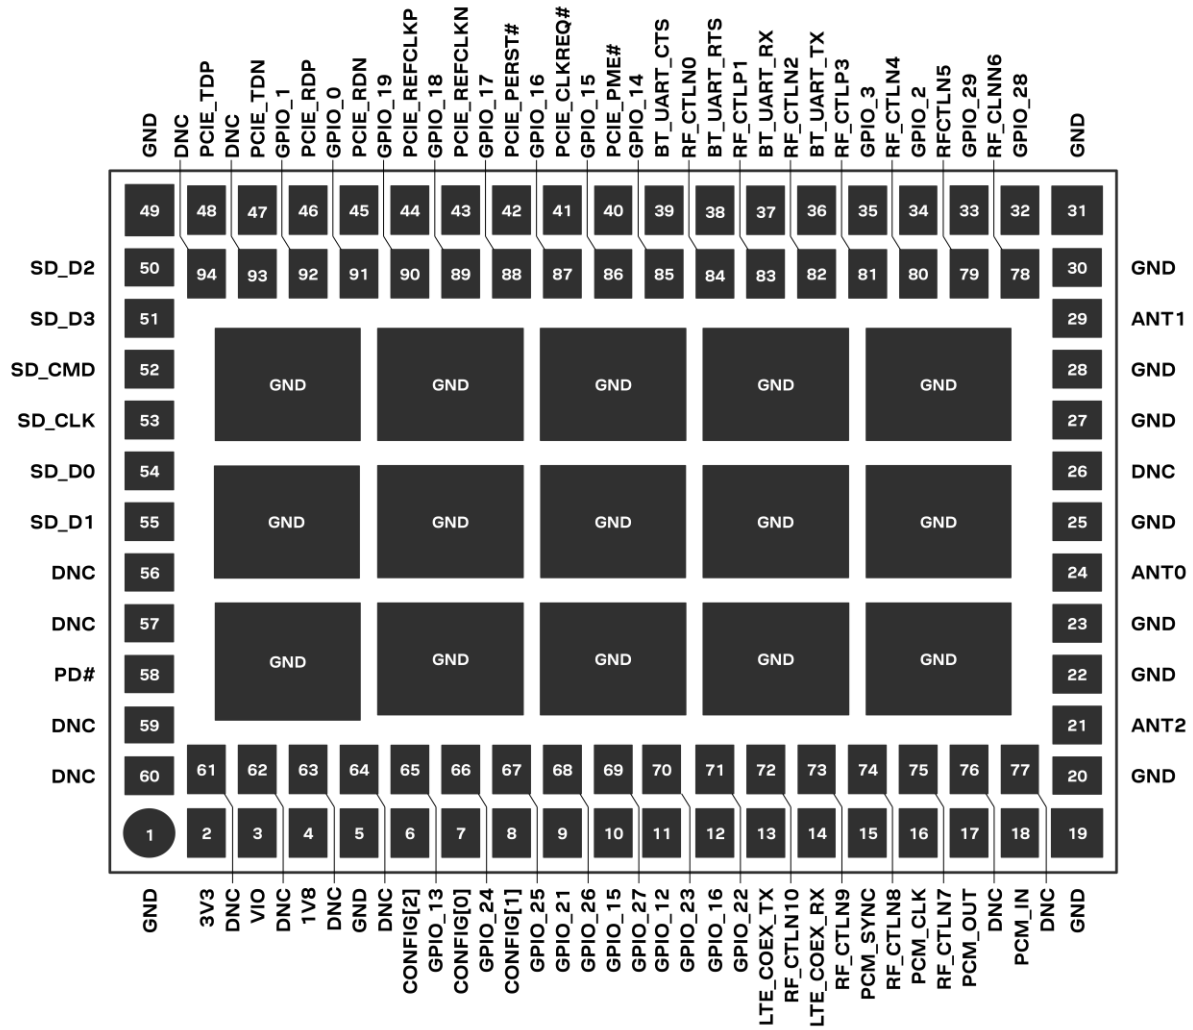 GND
DNC
PCIE_TDP
DNC
PCIE_TDN
GPIO_1
PCIE_RDP
GPIO_0
PCIE_RDN
GPIO_19
PCIE_REFCLKP
GPIO_18
PCIE_REFCLKN
GPIO_17
PCIE_PERST#
GPIO_16
PCIE_CLKREQ#
GPIO_15
PCIE_PME#
GPIO_14
BT_UART_CTS
RF_CTLN0
BT_UART_RTS
RF_CTLP1
BT_UART_RX
RF_CTLN2
BT_UART_TX
RF_CTLP3
GPIO_3
RF_CTLN4
GPIO_2
RFCTLN5
GPIO_29
RF_CLNN6
GPIO_28
GND
49 48 47 46 45 44 43 42 41 40 39 38 37 36 35 34 33 32 31
SD_D2 50 94 93 92 91 90 89 88 87 86 85 84 83 82 81 80 79 78 30 GND
SD_D3 51 29 ANT1
SD_CMD 52 GND GND GND GND GND 28 GND
SD_CLK 53 27 GND
SD_D0 54 26 DNC
SD_D1 55 GND GND GND GND GND 25 GND
DNC 56 24 ANT0
DNC 57 23 GND
PD# 58 GND GND GND GND GND 22 GND
DNC 59 21 ANT2
DNC 60 61 62 63 64 65 66 67 68 69 70 71 72 73 74 75 76 77 20 GND
1 2 3 4 5 6 7 8 9 10 11 12 13 14 15 16 17 18 19
GND
3V3
DNC
VIO
DNC
1V8
DNC
GND
DNC
CONFIG[2]
GPIO_13
CONFIG[0]
GPIO_24
CONFIG[1]
GPIO_25
GPIO_21
GPIO_26
GPIO_15
GPIO_27
GPIO_12
GPIO_23
GPIO_16
GPIO_22
LTE_COEX_TX
RF_CTLN10
LTE_COEX_RX
RF_CTLN9
PCM_SYNC
RF_CTLN8
PCM_CLK
RF_CTLN7
PCM_OUT
DNC
PCM_IN
DNC
GND